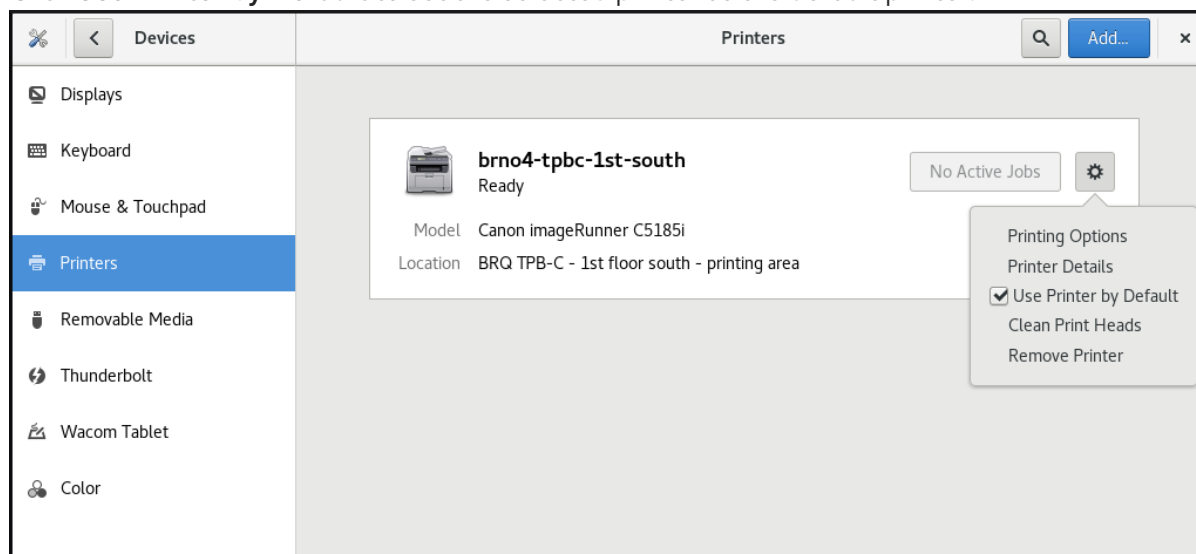 Devices
Printers
Add...
Displays
Keyboard
Mouse & Touchpad
Printers
Removable Media
Thunderbolt
Wacom Tablet
Color
brno4-tpbc-1st-south
Ready
No Active Jobs
Model Canon imageRunner C5185i
Location BRQ TPB-C - 1st floor south - printing area
Printing Options
Printer Details
Use Printer by Default
Clean Print Heads
Remove Printer